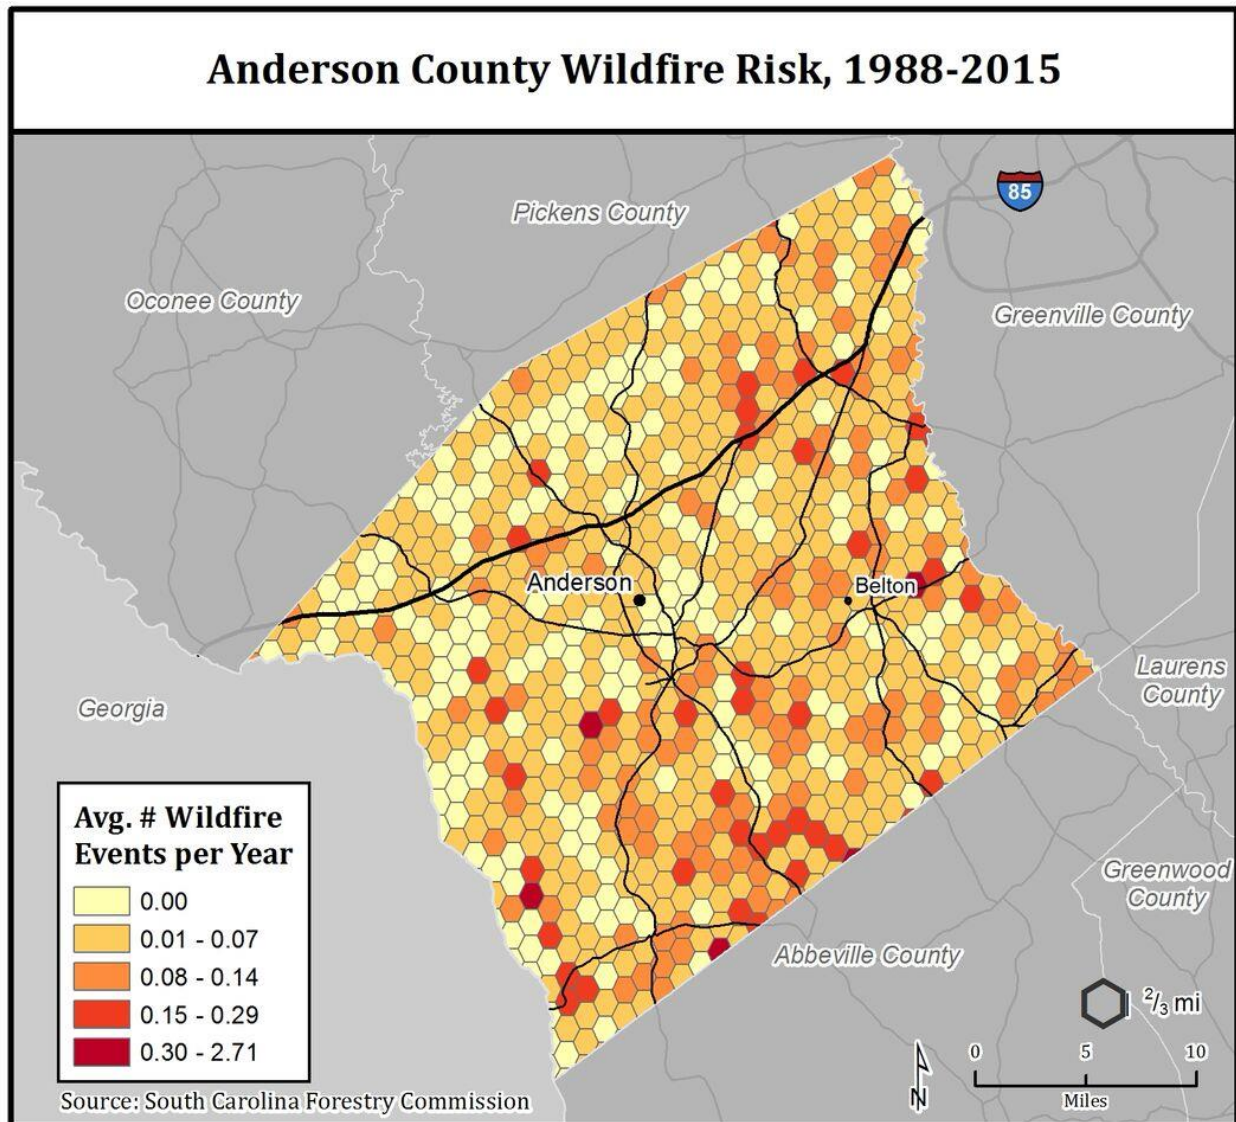 Anderson County Wildfire Risk, 1988-2015
85
Pickens County
Oconee County
Greenville County
Anderson
Belton
Laurens
County
Georgia
Avg. # Wildfire
Events per Year
0.00
0.01 - 0.07
0.08 - 0.14
0.15 - 0.29
0.30 - 2.71
Greenwood
County
Abbeville County
2/3 mi
0 5 10
Miles
N
Source: South Carolina Forestry Commission